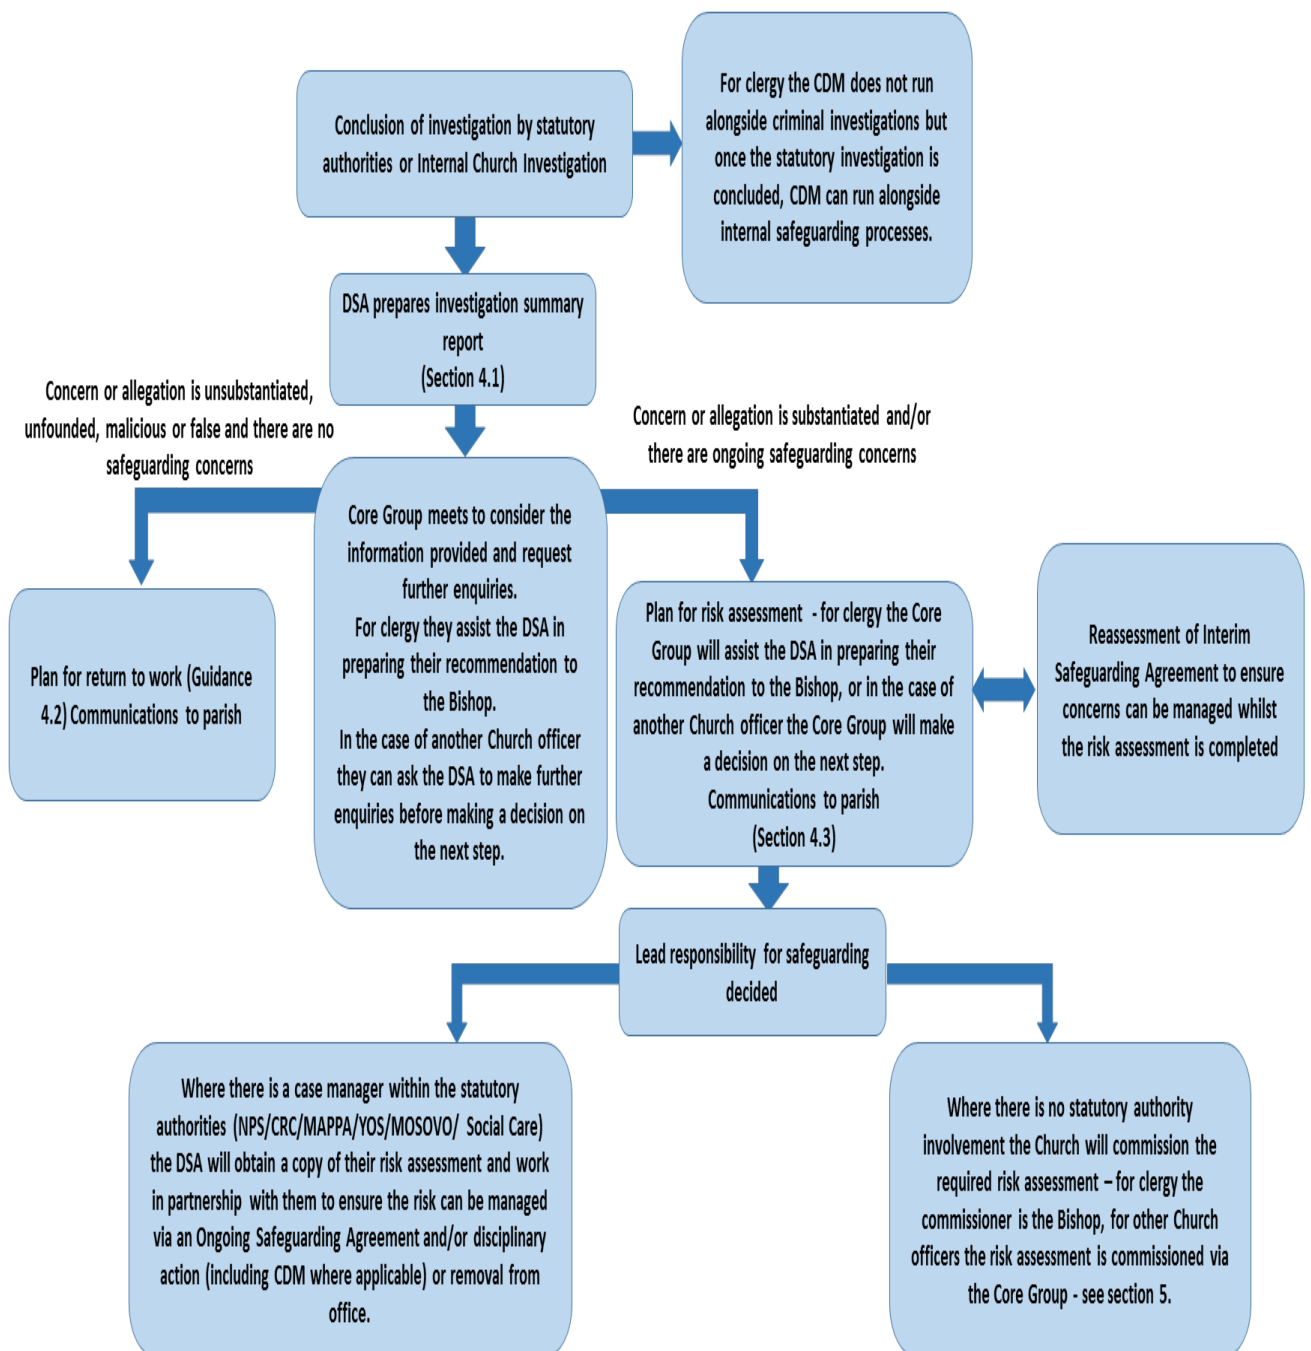 Conclusion of investigation by statutory
authorities or Internal Church Investigation
For clergy the CDM does not run
alongside criminal investigations but
once the statutory investigation is
concluded, CDM can run alongside
internal safeguarding processes.
DSA prepares investigation summary
report
(Section 4.1)
Concern or allegation is unsubstantiated,
unfounded, malicious or false and there are no
safeguarding concerns
Concern or allegation is substantiated and/or
there are ongoing safeguarding concerns
Core Group meets to consider the
information provided and request
further enquiries.
For clergy they assist the DSA in
preparing their recommendation to
the Bishop.
In the case of another Church officer
they can ask the DSA to make further
enquiries before making a decision on
the next step.
Plan for return to work (Guidance
4.2) Communications to parish
Plan for risk assessment - for clergy the Core
Group will assist the DSA in preparing their
recommendation to the Bishop, or in the case of
another Church officer the Core Group will make
a decision on the next step.
Communications to parish
(Section 4.3)
Reassessment of Interim
Safeguarding Agreement to ensure
concerns can be managed whilst
the risk assessment is completed
Lead responsibility for safeguarding
decided
Where there is a case manager within the statutory
authorities (NPS/CRC/MAPPA/YOS/MOSOVO/ Social Care)
the DSA will obtain a copy of their risk assessment and work
in partnership with them to ensure the risk can be managed
via an Ongoing Safeguarding Agreement and/or disciplinary
action (including CDM where applicable) or removal from
office.
Where there is no statutory authority
involvement the Church will commission the
required risk assessment – for clergy the
commissioner is the Bishop, for other Church
officers the risk assessment is commissioned via
the Core Group - see section 5.